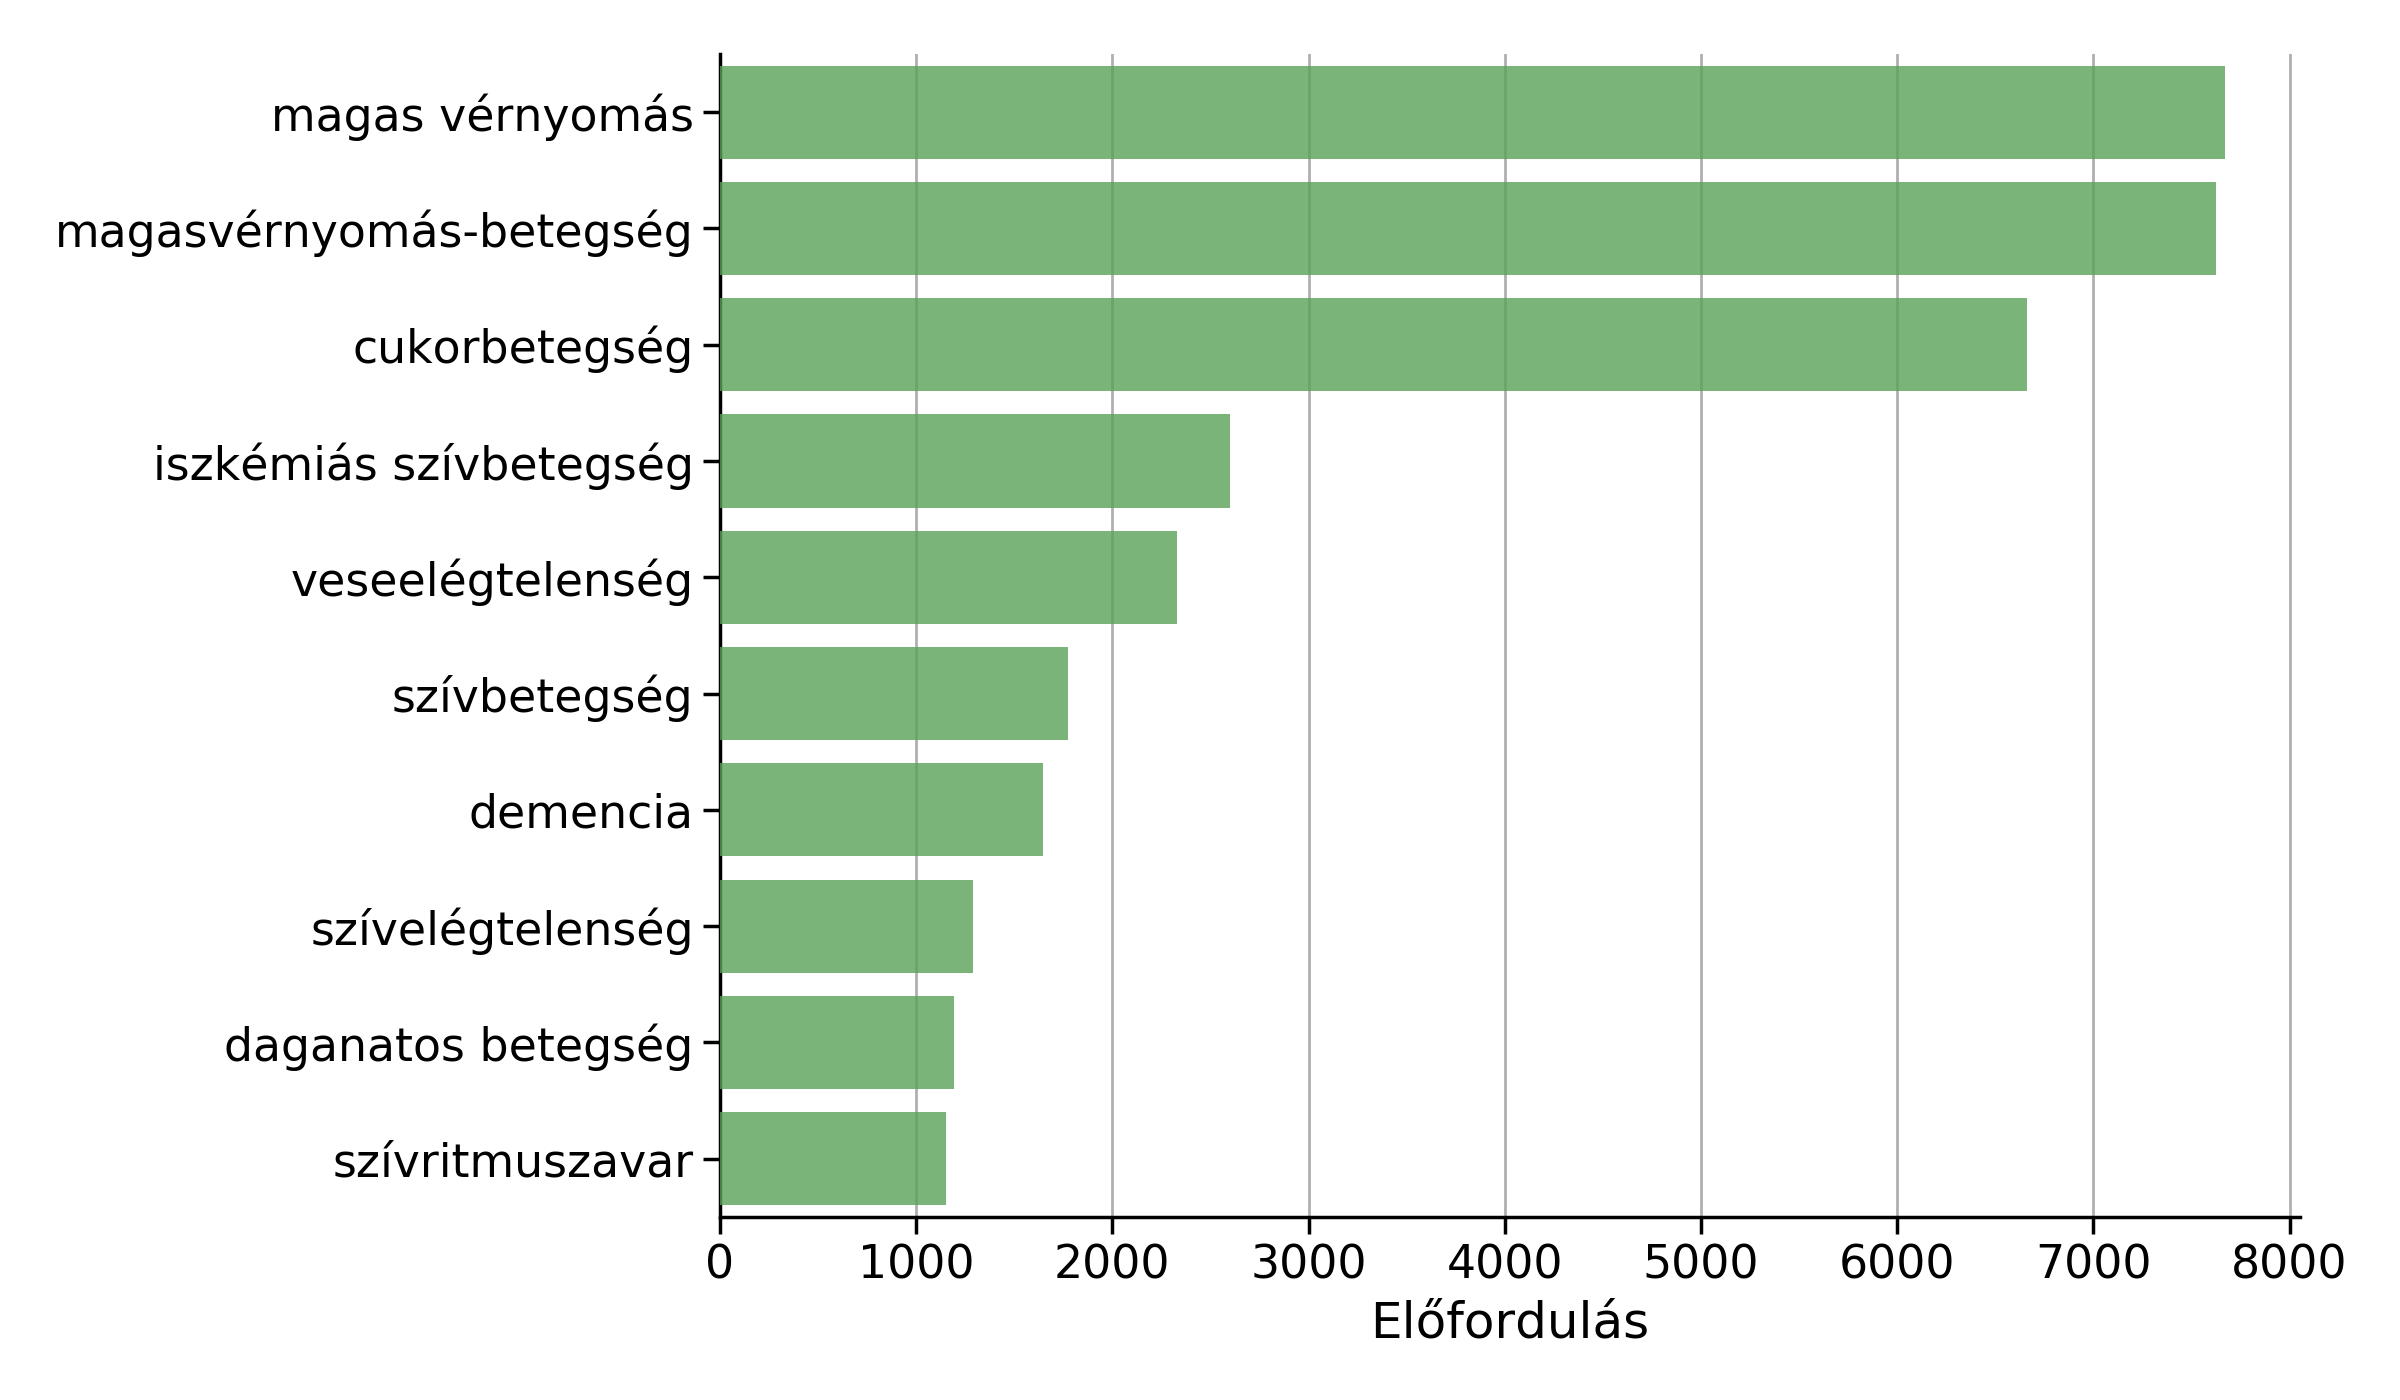 magas vérnyomás
magasvérnyomás-betegség
cukorbetegség
iszkémiás szívbetegség
veseelégtelenség
szívbetegség
demencia
szívelégtelenség
daganatos betegség
szívritmuszavar
0 1000 2000 3000 4000 5000 6000 7000 8000
Előfordulás